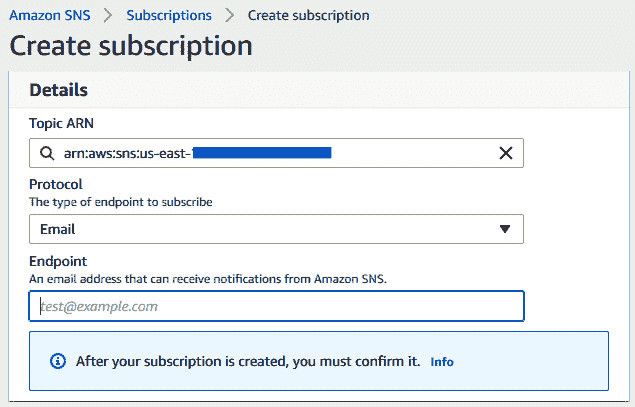 Amazon SNS > Subscriptions > Create subscription
Create subscription
Details
Topic ARN
arn:aws:sns:us-east-
Protocol
The type of endpoint to subscribe
Email
Endpoint
An email address that can receive notifications from Amazon SNS.
test@example.com
After your subscription is created, you must confirm it. Info